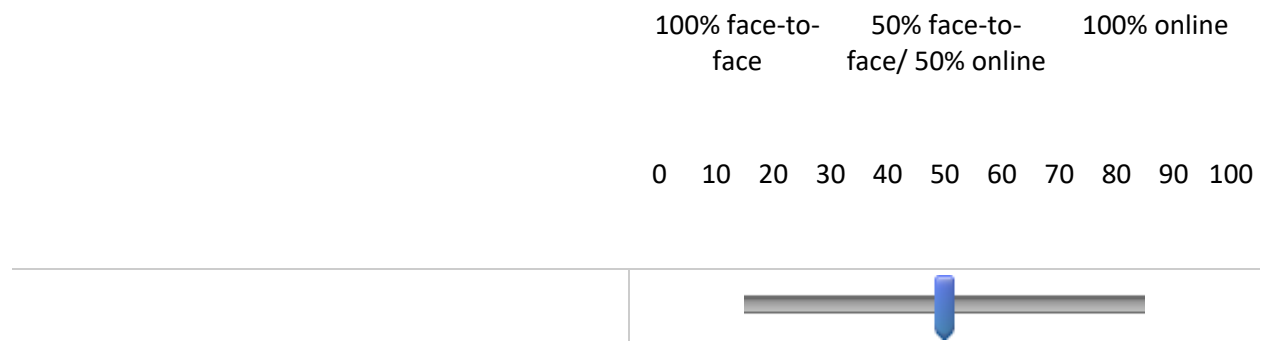 100% face-to- 50% face-to- 100% online
face face/ 50% online
0 10 20 30 40 50 60 70 80 90 100